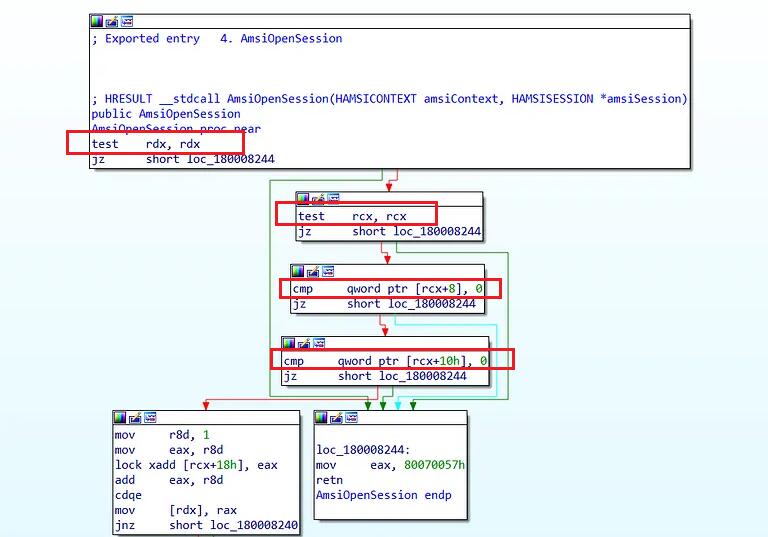 ; Exported entry   4. AmsiOpenSession
; HRESULT __stdcall AmsiOpenSession(HAMSICONTEXT amsiContext, HAMSISESSION *amsiSession)
public AmsiOpenSession
AmsiOpenSession proc near
test    rdx, rdx
jz      short loc_180008244
test    rcx, rcx
jz      short loc_180008244
cmp     qword ptr [rcx+8], 0
jz      short loc_180008244
cmp     qword ptr [rcx+10h], 0
jz      short loc_180008244
mov     r8d, 1
mov     eax, r8d
lock xadd [rcx+18h], eax
add     eax, r8d
cdqe
mov     [rdx], rax
jnz     short loc_180008240
loc_180008244:
mov     eax, 80070057h
retn
AmsiOpenSession endp